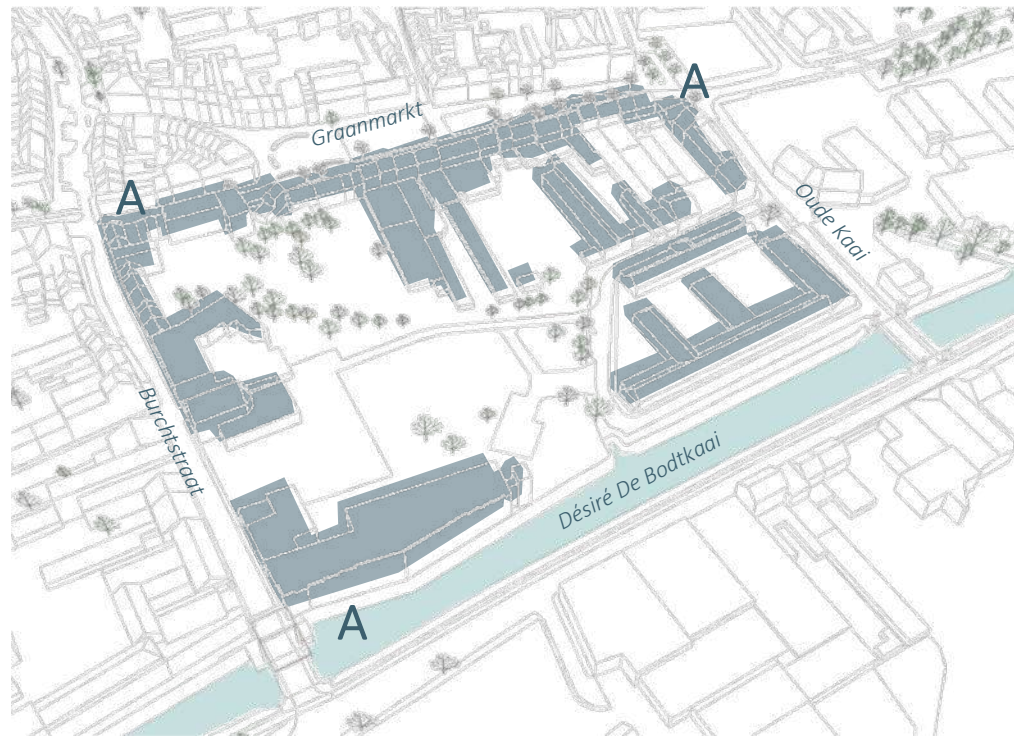 A
Graanmarkt
A
Oude Kaai
Burchtstraat
Désiré De Bodtkaai
A